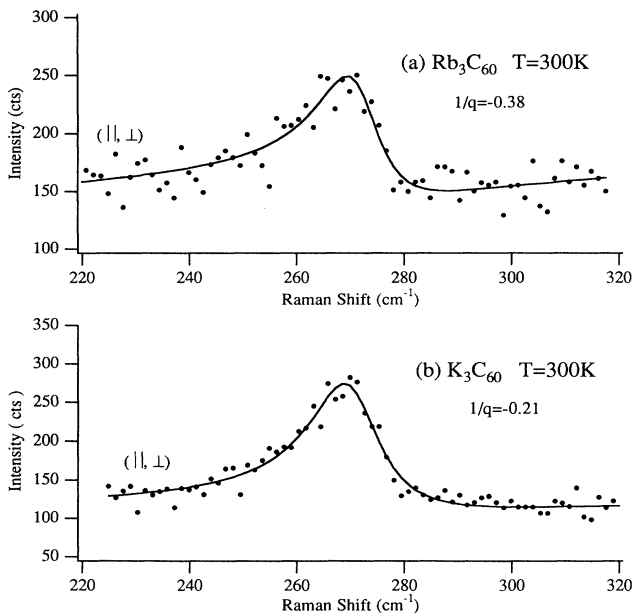 300
250
200
150
100
Intensity (cts)
(a) Rb₃C₆₀ T=300K
1/q=-0.38
(||, ⊥)
220 240 260 280 300 320
Raman Shift (cm⁻¹)
350
300
250
200
150
100
50
Intensity ( cts )
(b) K₃C₆₀ T=300K
1/q=-0.21
(||, ⊥)
220 240 260 280 300 320
Raman Shift (cm⁻¹)